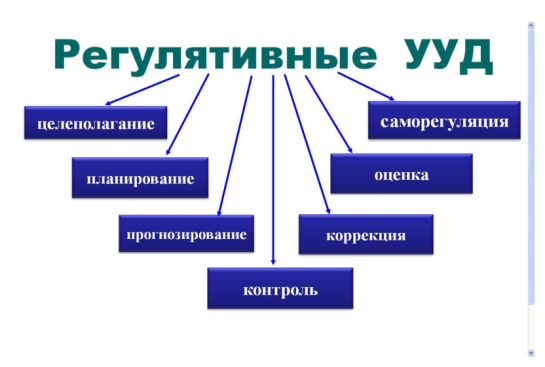 Регулятивные УУД
целеполагание
саморегуляция
планирование
оценка
прогнозирование
коррекция
контроль